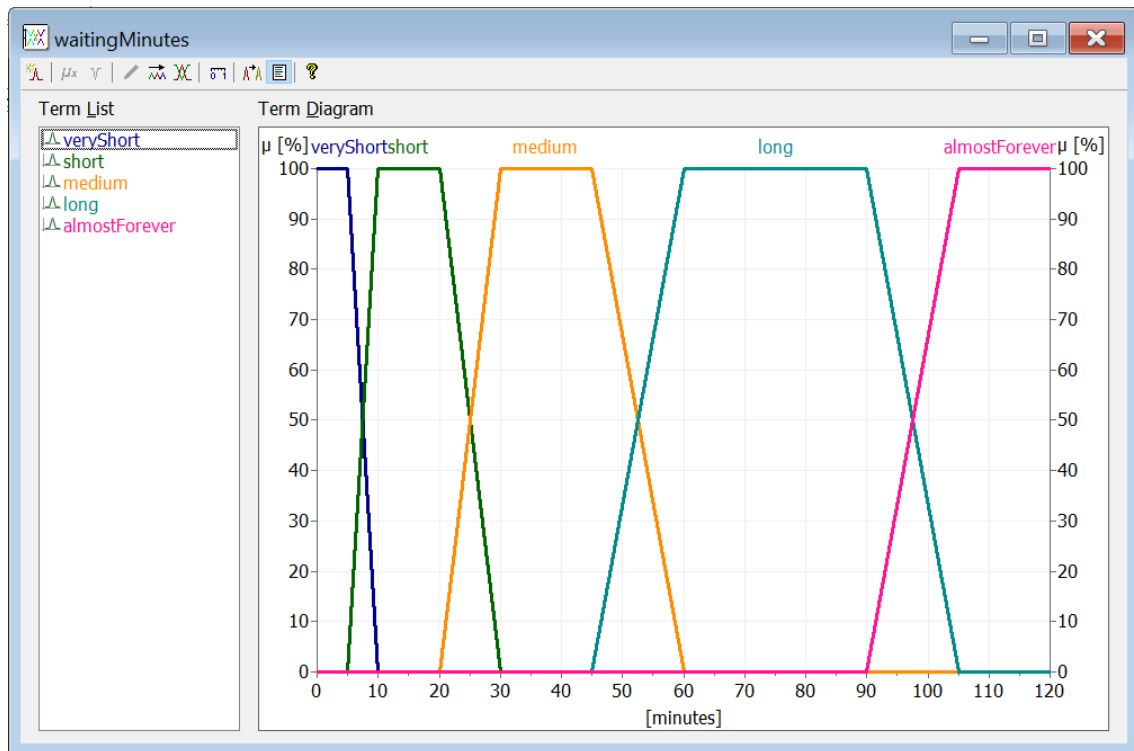 waitingMinutes
μx
?
Term List
Term Diagram
veryShort
short
medium
long
almostForever
μ [%] veryShort short medium long almostForever μ [%]
100 100
90 90
80 80
70 70
60 60
50 50
40 40
30 30
20 20
10 10
0 0
0 10 20 30 40 50 60 70 80 90 100 110 120
[minutes]